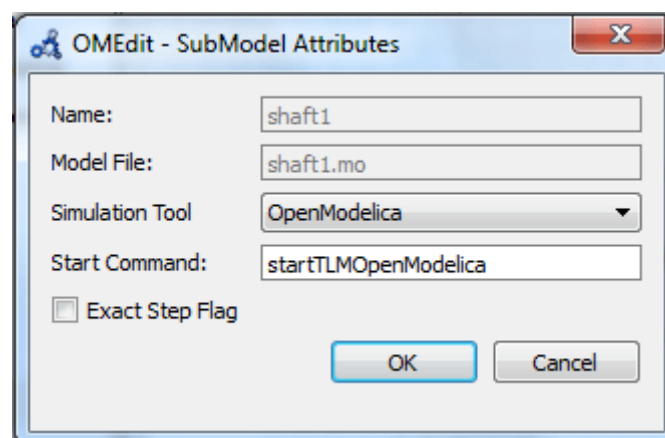 OMEdit - SubModel Attributes
Name: shaft1
Model File: shaft1.mo
Simulation Tool OpenModelica
Start Command: startTLMOpenModelica
Exact Step Flag
OK Cancel